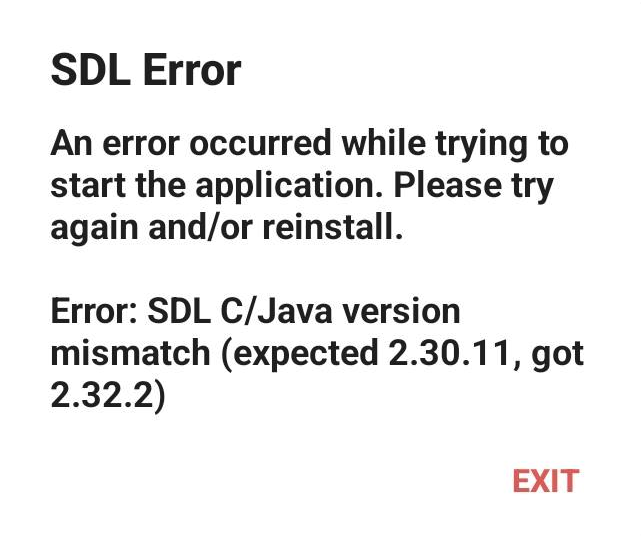 SDL Error
An error occurred while trying to
start the application. Please try
again and/or reinstall.
Error: SDL C/Java version
mismatch (expected 2.30.11, got
2.32.2)
EXIT